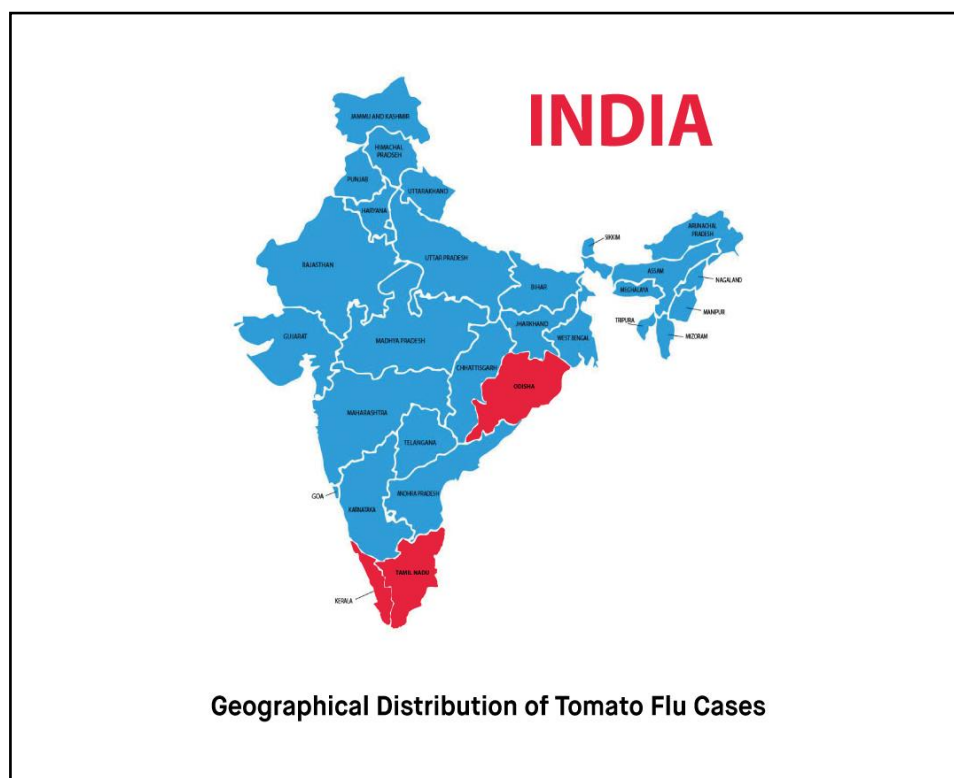 INDIA
JAMMU AND KASHMIR
HIMACHAL
PRADSEH
PUNJAB
UTTARAKHAND
HARYANA
ARUNACHAL
PRADESH
SIKKIM
RAJASTHAN
UTTAR PRADESH
ASSAM
NAGALAND
BIHAR
MEGHALAYA
MANIPUR
TRIPURA
JHARKHAND
GUJARAT
MADHYA PRADESH
WEST BENGAL
MIZORAM
CHHATTISGARH
ODISHA
MAHARASHTRA
TELANGANA
GOA
ANDHRA PRADESH
KARNATAKA
TAMIL NADU
KERALA
Geographical Distribution of Tomato Flu Cases